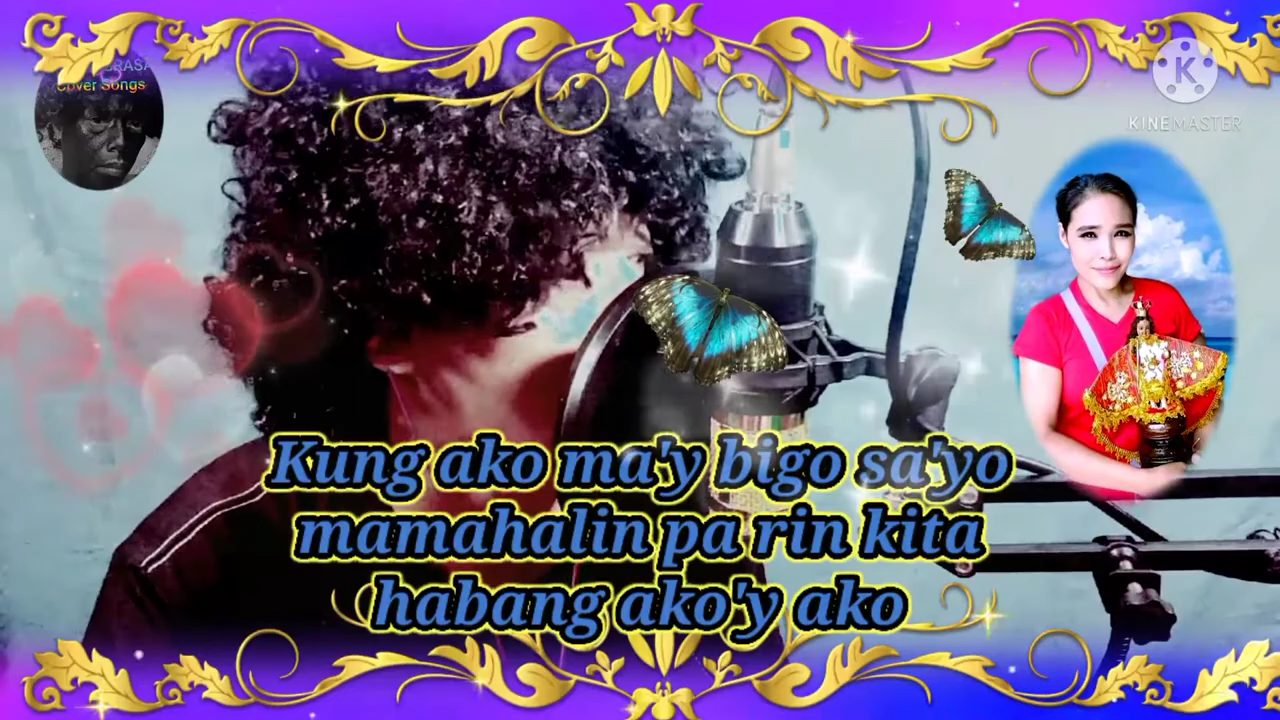 Cover Songs
KINEMASTER
Kung ako ma'y bigo sa'yo
mamahalin pa rin kita
habang ako'y ako